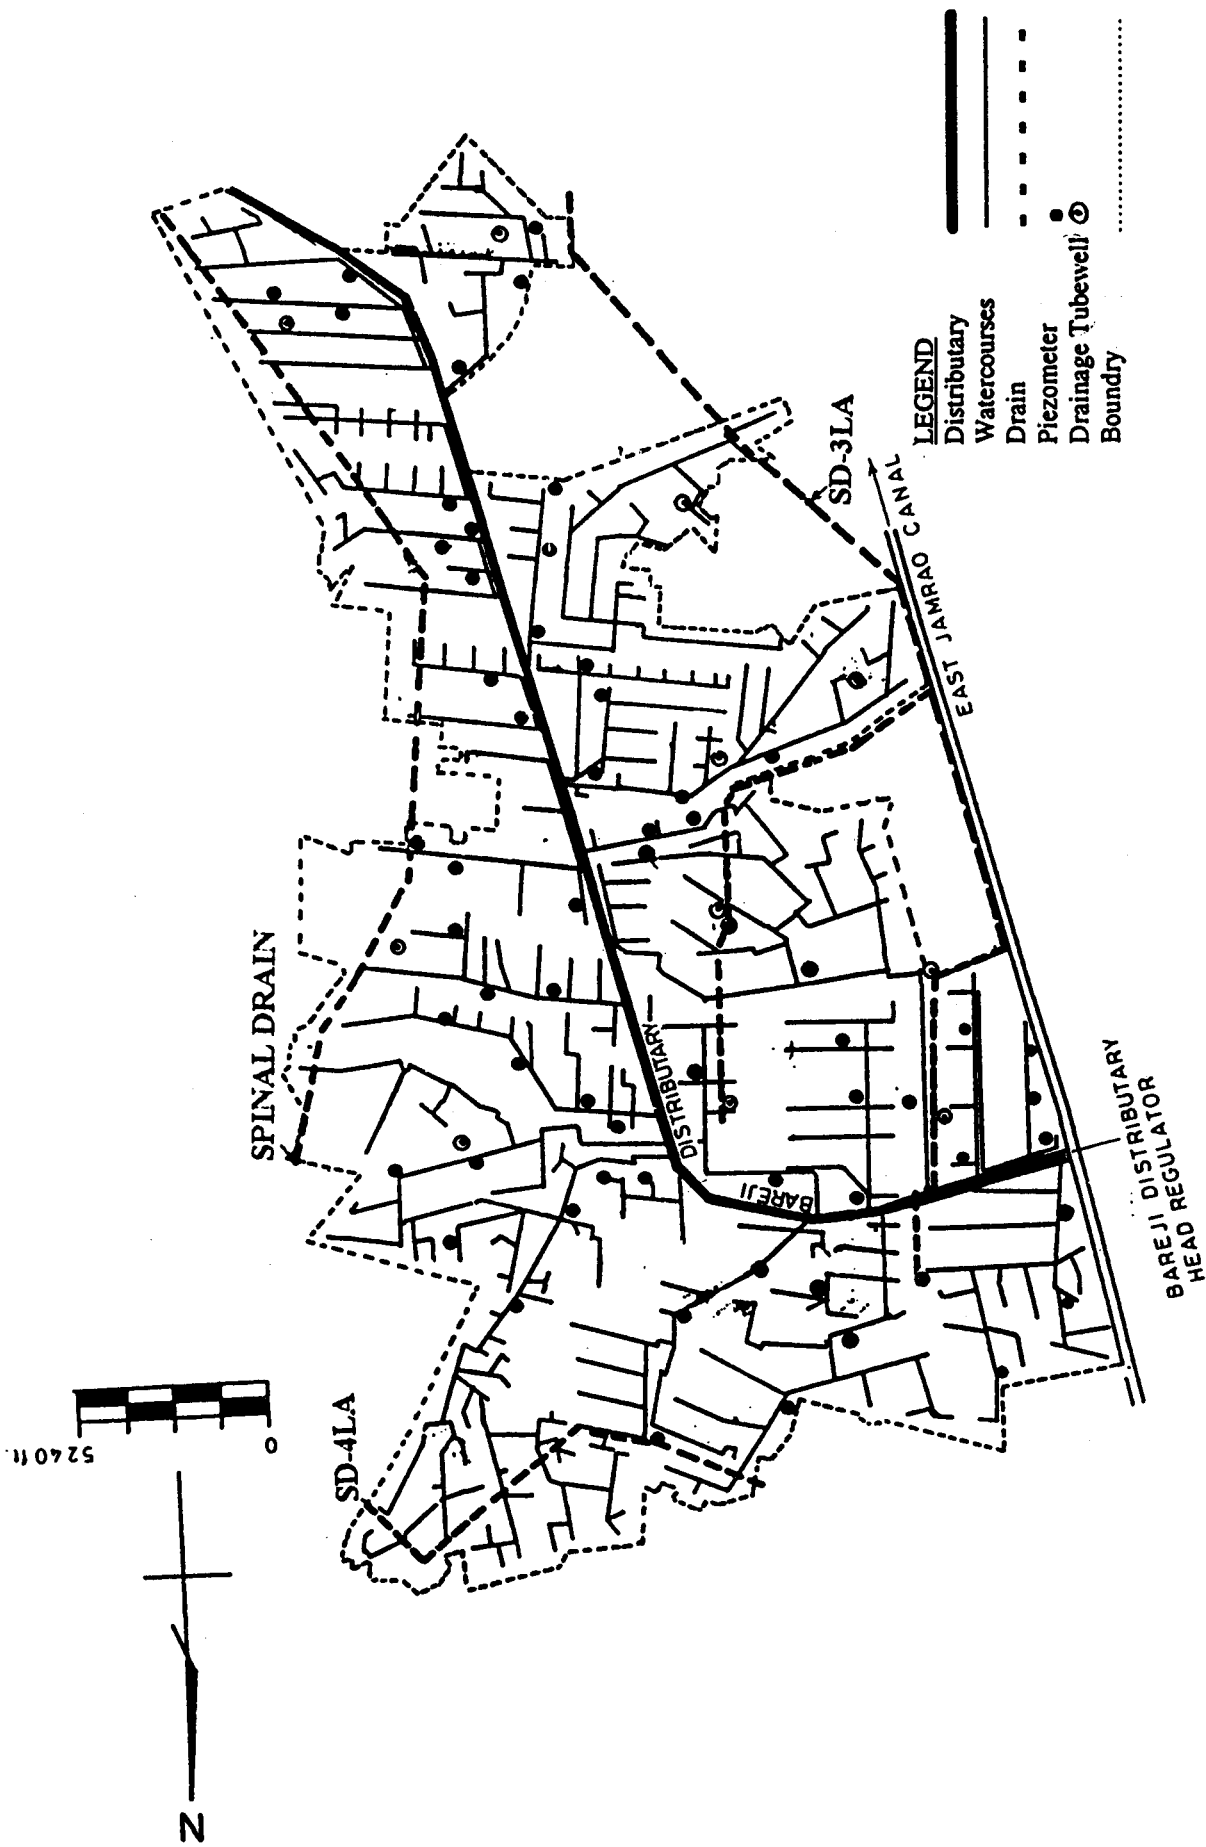 SPINAL DRAIN
SD-4LA
5240 ft.
0
N
BAREJI
DISTRIBUTARY
SD-3LA
EAST JAMRAO CANAL
BAREJI DISTRIBUTARY
HEAD REGULATOR
LEGEND
Distributary
Watercourses
Drain
Piezometer
Drainage Tubewell
Boundry